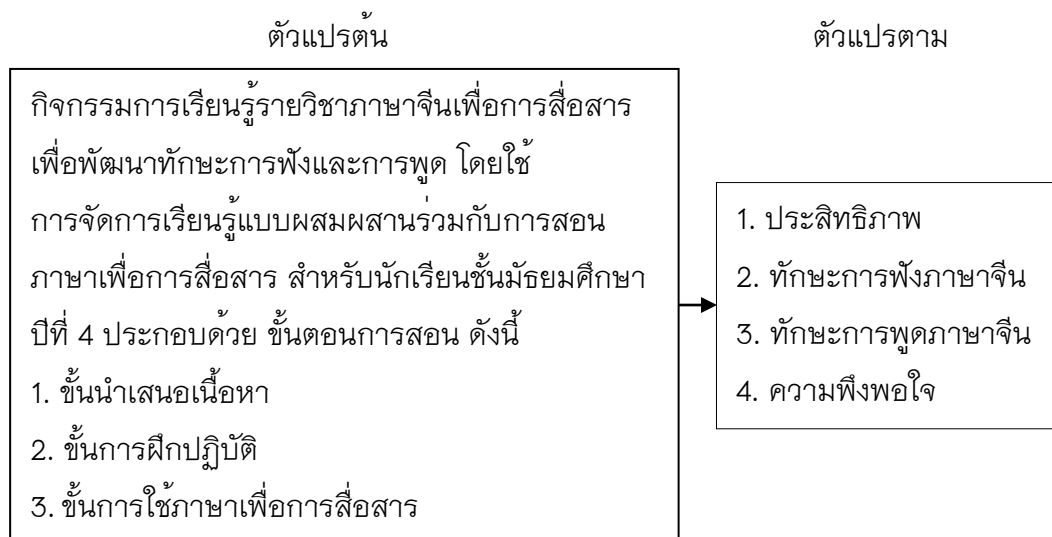 ตัวแปรต้น
ตัวแปรตาม
กิจกรรมการเรียนรู้รายวิชาภาษาจีนเพื่อการสื่อสาร
เพื่อพัฒนาทักษะการฟังและการพูด โดยใช้
การจัดการเรียนรู้แบบผสมผสานร่วมกับการสอน
ภาษาเพื่อการสื่อสาร สำหรับนักเรียนชั้นมัธยมศึกษา
ปีที่ 4 ประกอบด้วย ขั้นตอนการสอน ดังนี้
1. ขั้นนำเสนอเนื้อหา
2. ขั้นการฝึกปฏิบัติ
3. ขั้นการใช้ภาษาเพื่อการสื่อสาร
1. ประสิทธิภาพ
2. ทักษะการฟังภาษาจีน
3. ทักษะการพูดภาษาจีน
4. ความพึงพอใจ